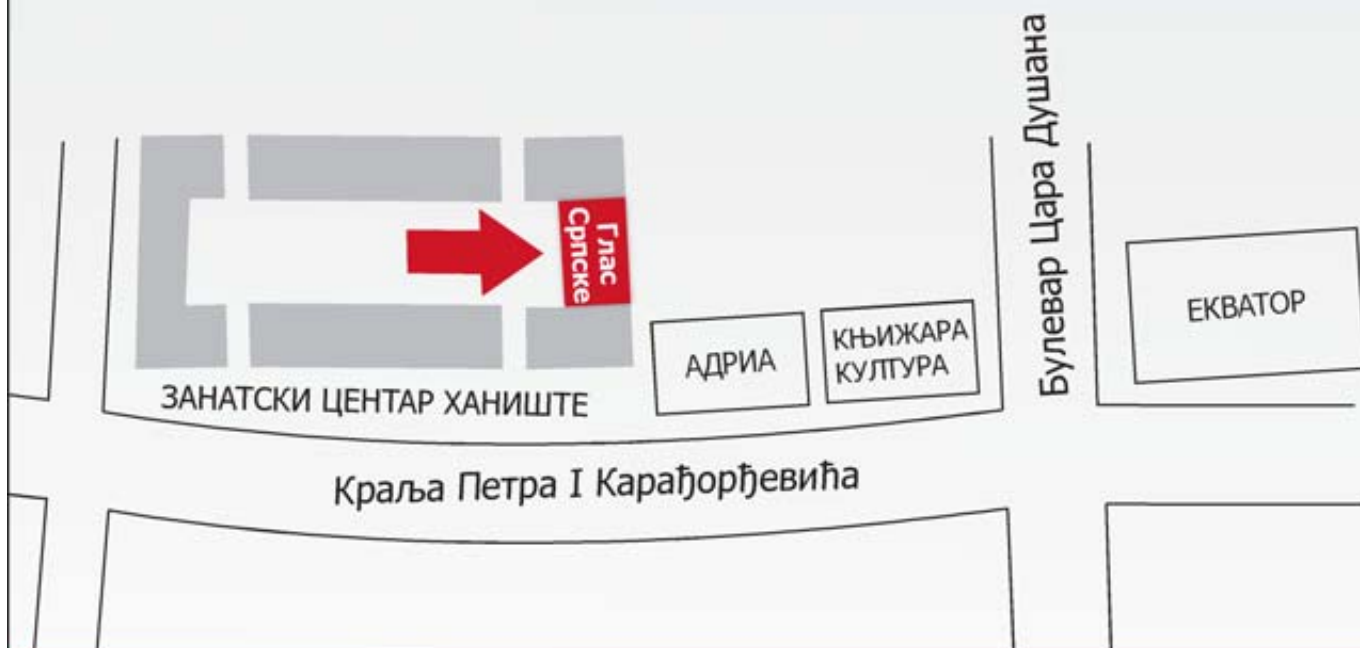 Булевар Цара Душана
Глас
Српске
ЕКВАТОР
АДРИА
КЊИЖАРА
КУЛТУРА
ЗАНАТСКИ ЦЕНТАР ХАНИШТЕ
Краља Петра I Карађорђевића